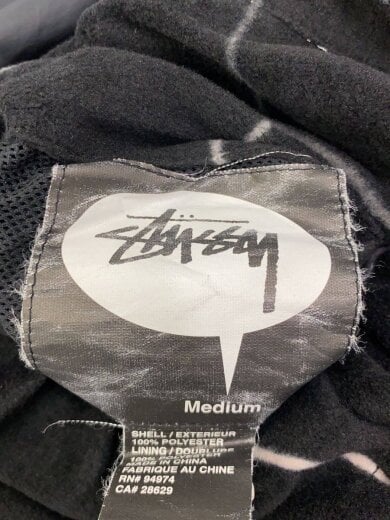 Stüssy
Medium
SHELL / EXTERIEUR
100% POLYESTER
LINING / DOUBLURE
100% POLYESTER
MADE IN CHINA
FABRIQUE AU CHINE
RN# 94974
CA# 28629